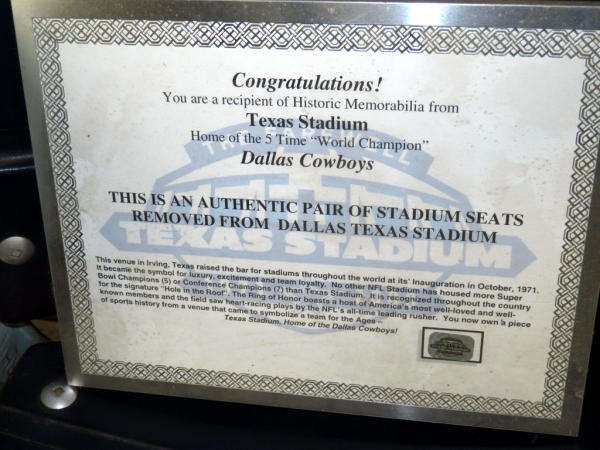 Congratulations!
You are a recipient of Historic Memorabilia from
Texas Stadium
Home of the 5 Time "World Champion"
Dallas Cowboys
THE FAREWELL
THIS IS AN AUTHENTIC PAIR OF STADIUM SEATS
REMOVED FROM DALLAS TEXAS STADIUM
TEXAS STADIUM
This venue in Irving, Texas raised the bar for stadiums throughout the world at its' Inauguration in October, 1971.
It became the symbol for luxury, excitement and team loyalty. No other NFL Stadium has housed more Super
Bowl Champions (5) or Conference Champions (7) than Texas Stadium. It is recognized throughout the country
for the signature "Hole in the Roof". The Ring of Honor boasts a host of America's most well-loved and well-
known members and the field saw heart-racing plays by the NFL's all-time leading rusher. You now own a piece
of sports history from a venue that came to symbolize a team for the Ages –
Texas Stadium, Home of the Dallas Cowboys!